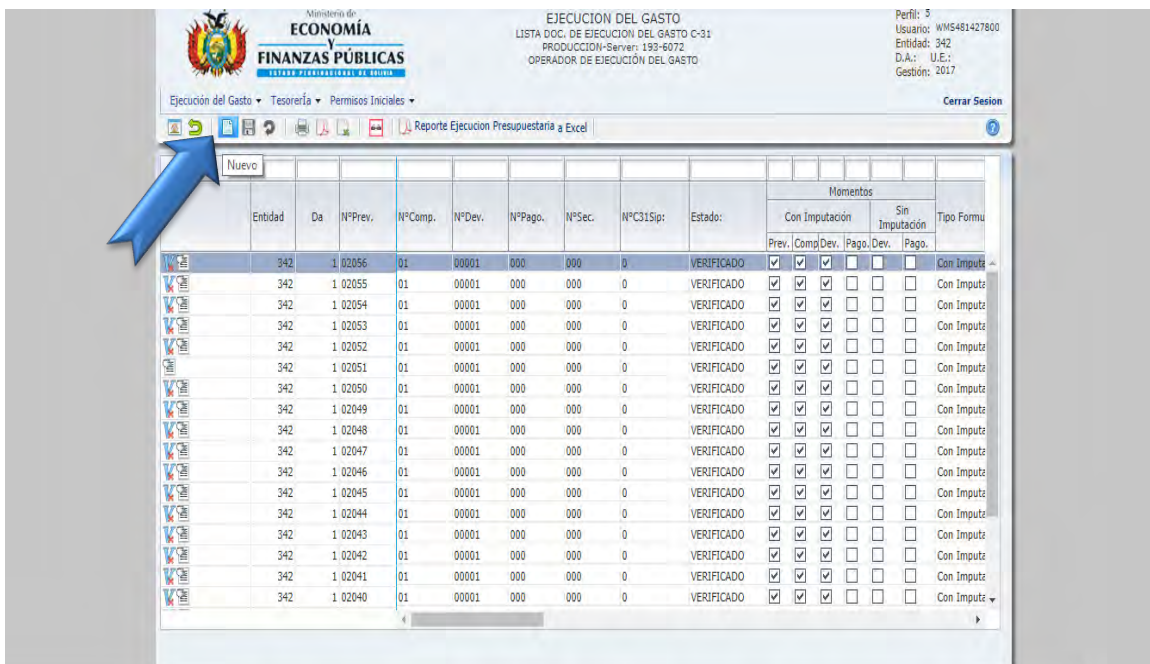 Ministerio de
ECONOMÍA
Y
FINANZAS PÚBLICAS
ESTADO PLURINACIONAL DE BOLIVIA
EJECUCION DEL GASTO
LISTA DOC. DE EJECUCION DEL GASTO C-31
PRODUCCION-Server: 193-6072
OPERADOR DE EJECUCIÓN DEL GASTO
Perfil: 5
Usuario: WMS481427800
Entidad: 342
D.A.: U.E.:
Gestión: 2017
Ejecución del Gasto Tesorería Permisos Iniciales Cerrar Sesion
Reporte Ejecucion Presupuestaria a Excel
Nuevo
Momentos
Entidad Da N°Prev. N°Comp. N°Dev. N°Pago. N°Sec. N°C31Sip: Estado: Con Imputación Sin Imputación Tipo Formu
Prev. Comp Dev. Pago. Dev. Pago.
342 1 02056 01 00001 000 000 0 VERIFICADO Con Imputa
342 1 02055 01 00001 000 000 0 VERIFICADO Con Imputa
342 1 02054 01 00001 000 000 0 VERIFICADO Con Imputa
342 1 02053 01 00001 000 000 0 VERIFICADO Con Imputa
342 1 02052 01 00001 000 000 0 VERIFICADO Con Imputa
342 1 02051 01 00001 000 000 0 VERIFICADO Con Imputa
342 1 02050 01 00001 000 000 0 VERIFICADO Con Imputa
342 1 02049 01 00001 000 000 0 VERIFICADO Con Imputa
342 1 02048 01 00001 000 000 0 VERIFICADO Con Imputa
342 1 02047 01 00001 000 000 0 VERIFICADO Con Imputa
342 1 02046 01 00001 000 000 0 VERIFICADO Con Imputa
342 1 02045 01 00001 000 000 0 VERIFICADO Con Imputa
342 1 02044 01 00001 000 000 0 VERIFICADO Con Imputa
342 1 02043 01 00001 000 000 0 VERIFICADO Con Imputa
342 1 02042 01 00001 000 000 0 VERIFICADO Con Imputa
342 1 02041 01 00001 000 000 0 VERIFICADO Con Imputa
342 1 02040 01 00001 000 000 0 VERIFICADO Con Imputa